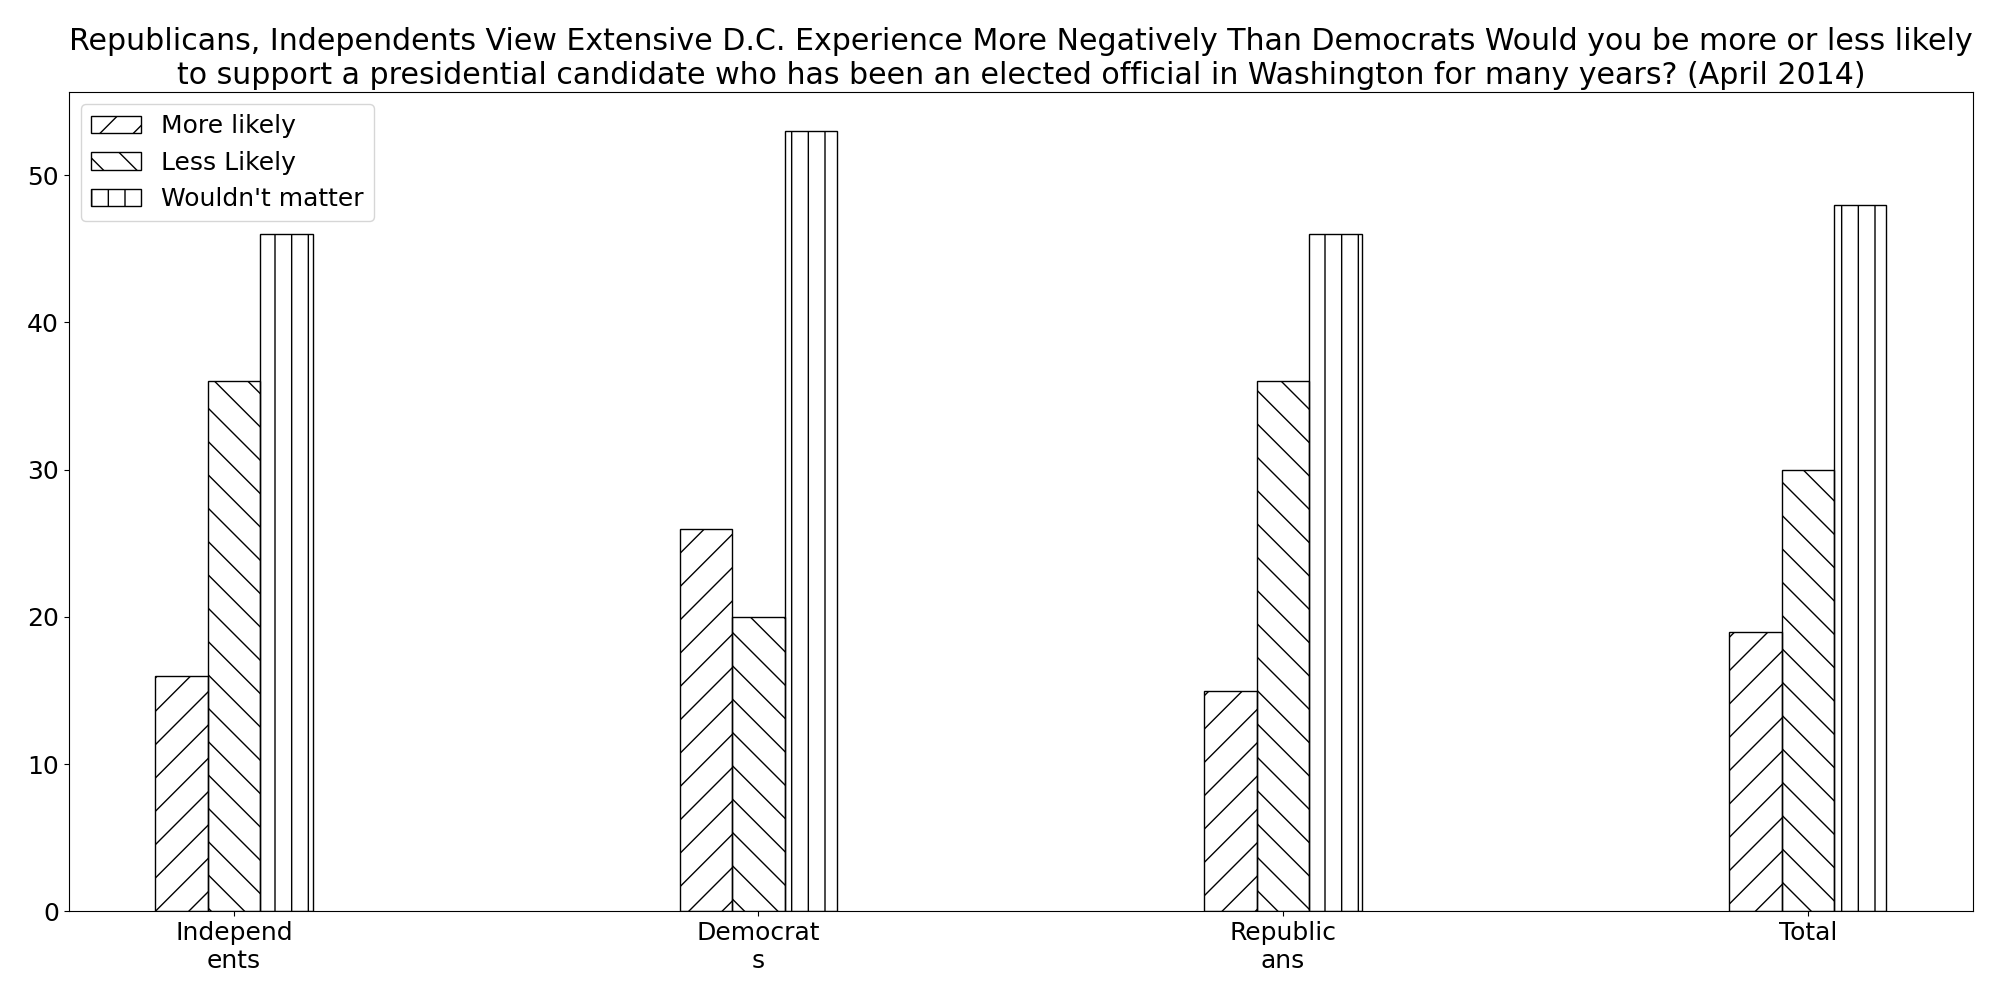 Republicans, Independents View Extensive D.C. Experience More Negatively Than Democrats Would you be more or less likely
to support a presidential candidate who has been an elected official in Washington for many years? (April 2014)
More likely
Less Likely
Wouldn't matter
50
40
30
20
10
0
Independ
ents
Democrat
s
Republic
ans
Total